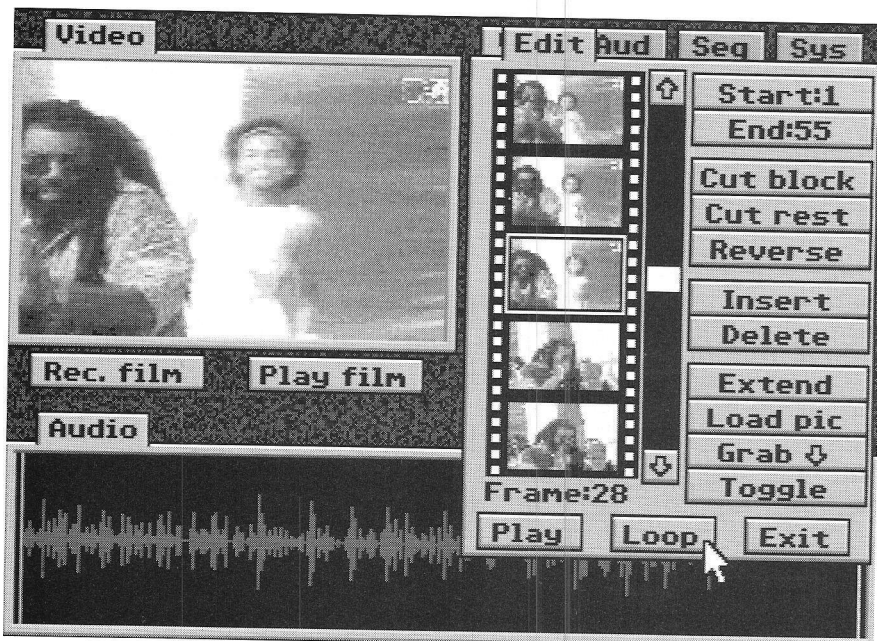 Video
Edit
Aud
Seq
Sys
Start:1
End:55
Cut block
Cut rest
Reverse
Insert
Delete
Extend
Load pic
Grab ⇩
Toggle
Frame:28
Play
Loop
Exit
Rec. film
Play film
Audio